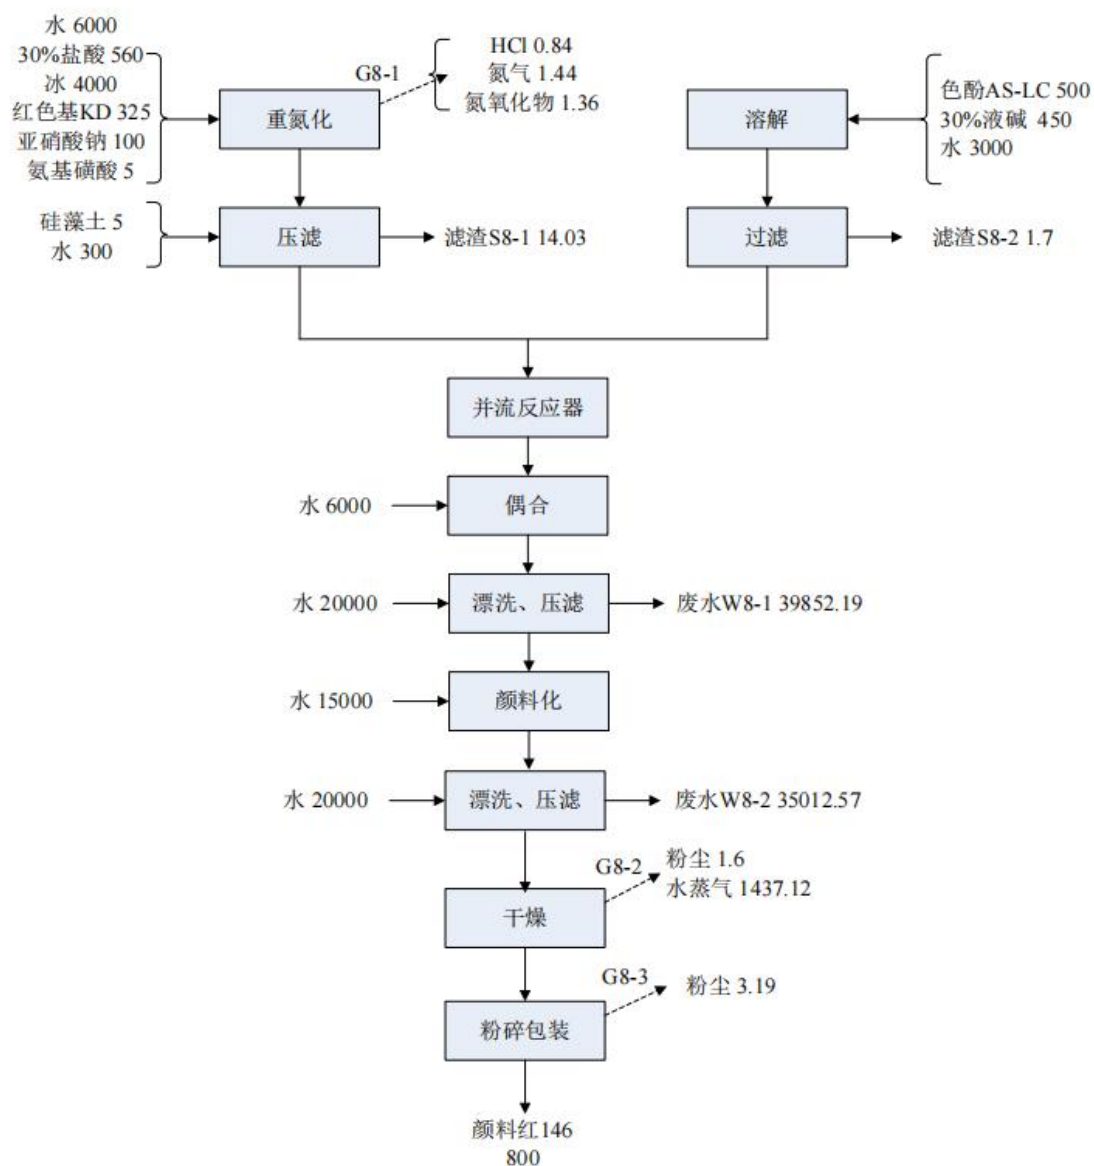 水 6000
30%盐酸 560
冰 4000
红色基KD 325
亚硝酸钠 100
氨基磺酸 5
重氮化
G8-1
HCl 0.84
氮气 1.44
氮氧化物 1.36
溶解
色酚AS-LC 500
30%液碱 450
水 3000
硅藻土 5
水 300
压滤
滤渣S8-1 14.03
过滤
滤渣S8-2 1.7
并流反应器
水 6000
偶合
水 20000
漂洗、压滤
废水W8-1 39852.19
水 15000
颜料化
水 20000
漂洗、压滤
废水W8-2 35012.57
G8-2
粉尘 1.6
水蒸气 1437.12
干燥
G8-3
粉尘 3.19
粉碎包装
颜料红146
800